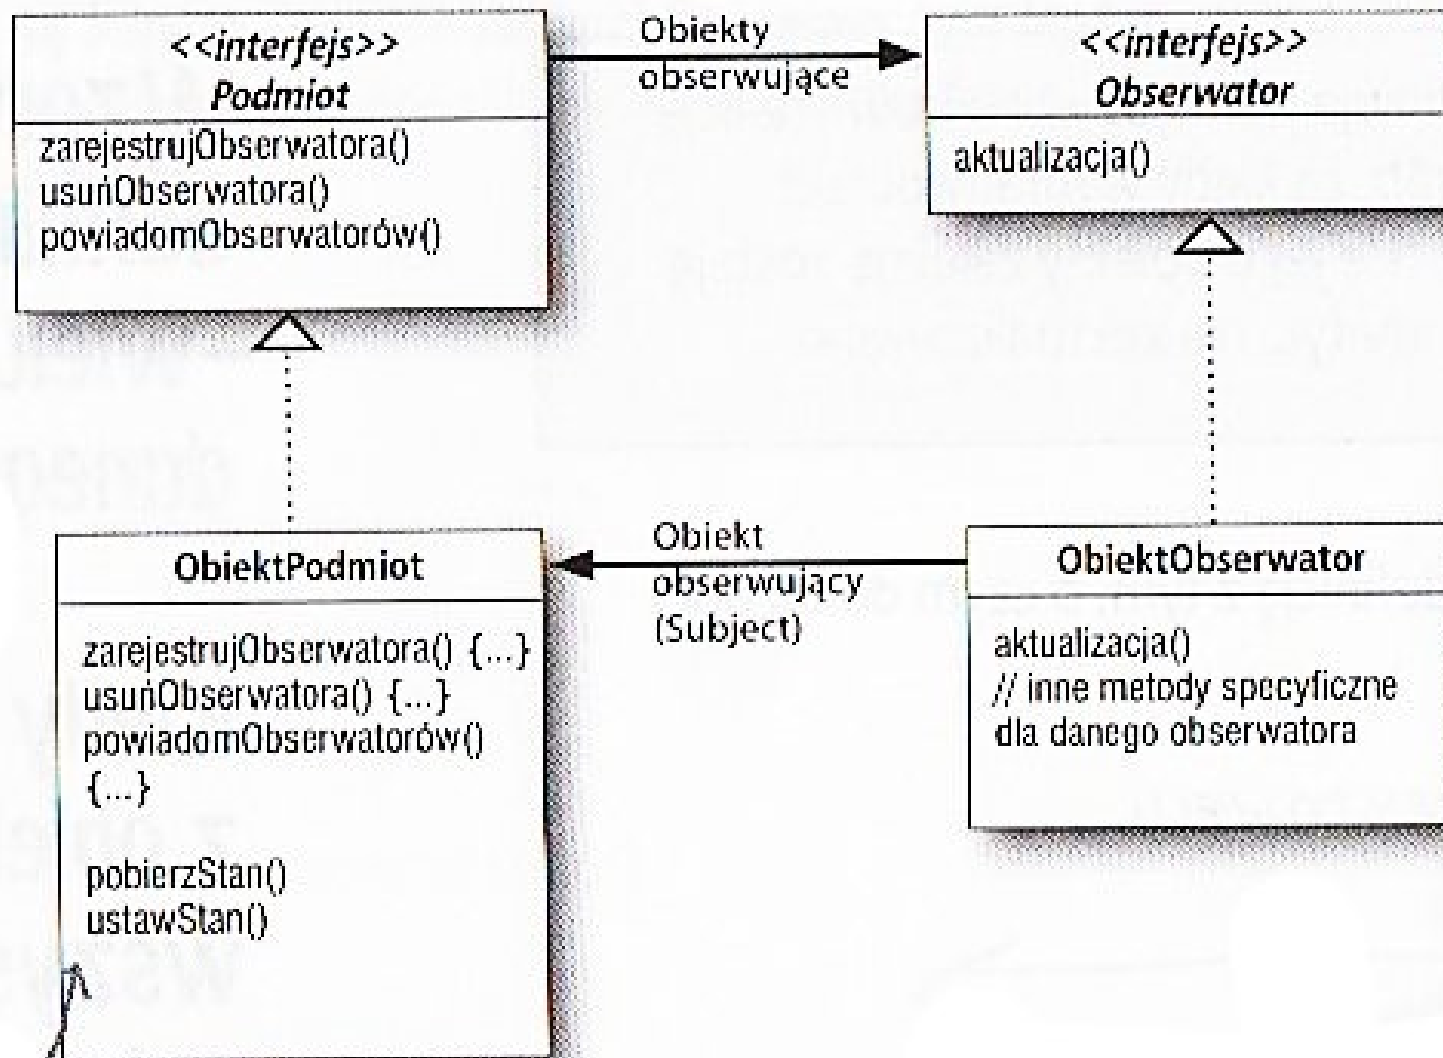 <<interfejs>>
Podmiot
zarejestrujObserwatora()
usuńObserwatora()
powiadomObserwatorów()
Obiekty
obserwujące
<<interfejs>>
Obserwator
aktualizacja()
ObiektPodmiot
zarejestrujObserwatora() {...}
usuńObserwatora() {...}
powiadomObserwatorów()
{...}
pobierzStan()
ustawStan()
Obiekt
obserwujący
(Subject)
ObiektObserwator
aktualizacja()
// inne metody specyficzne
dla danego obserwatora